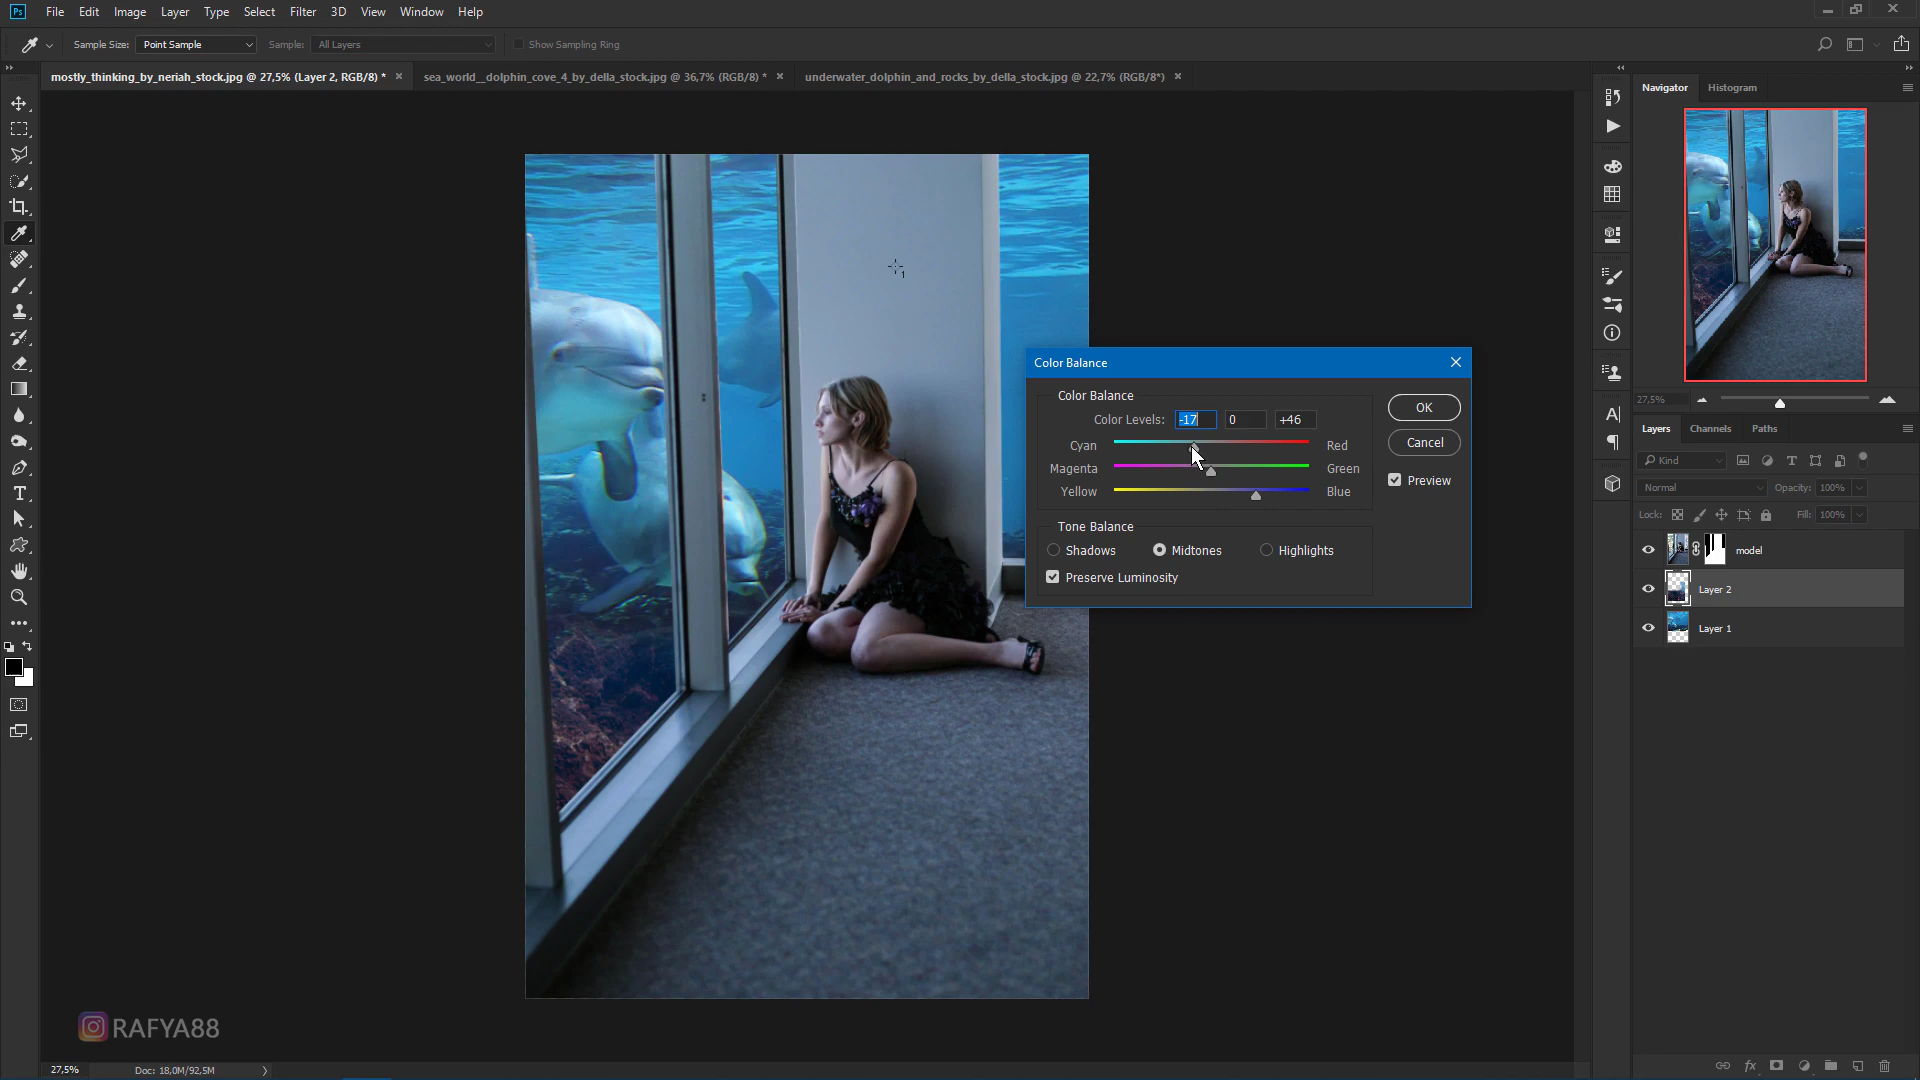 Ps File Edit Image Layer Type Select Filter 3D View Window Help
Sample Size: Point Sample Sample: All Layers Show Sampling Ring
mostly_thinking_by_neriah_stock.jpg @ 27,5% (Layer 2, RGB/8) * × sea_world__dolphin_cove_4_by_della_stock.jpg @ 36,7% (RGB/8) * × underwater_dolphin_and_rocks_by_della_stock.jpg @ 22,7% (RGB/8*) ×
Navigator Histogram
27,5%
Color Balance
Color Balance
Color Levels: -17 0 +46
Cyan Red
Magenta Green
Yellow Blue
OK
Cancel
Preview
Tone Balance
Shadows Midtones Highlights
Preserve Luminosity
Layers Channels Paths
Kind
Normal Opacity: 100%
Lock: Fill: 100%
model
Layer 2
Layer 1
RAFYA88
27,5% Doc: 18,0M/92,5M